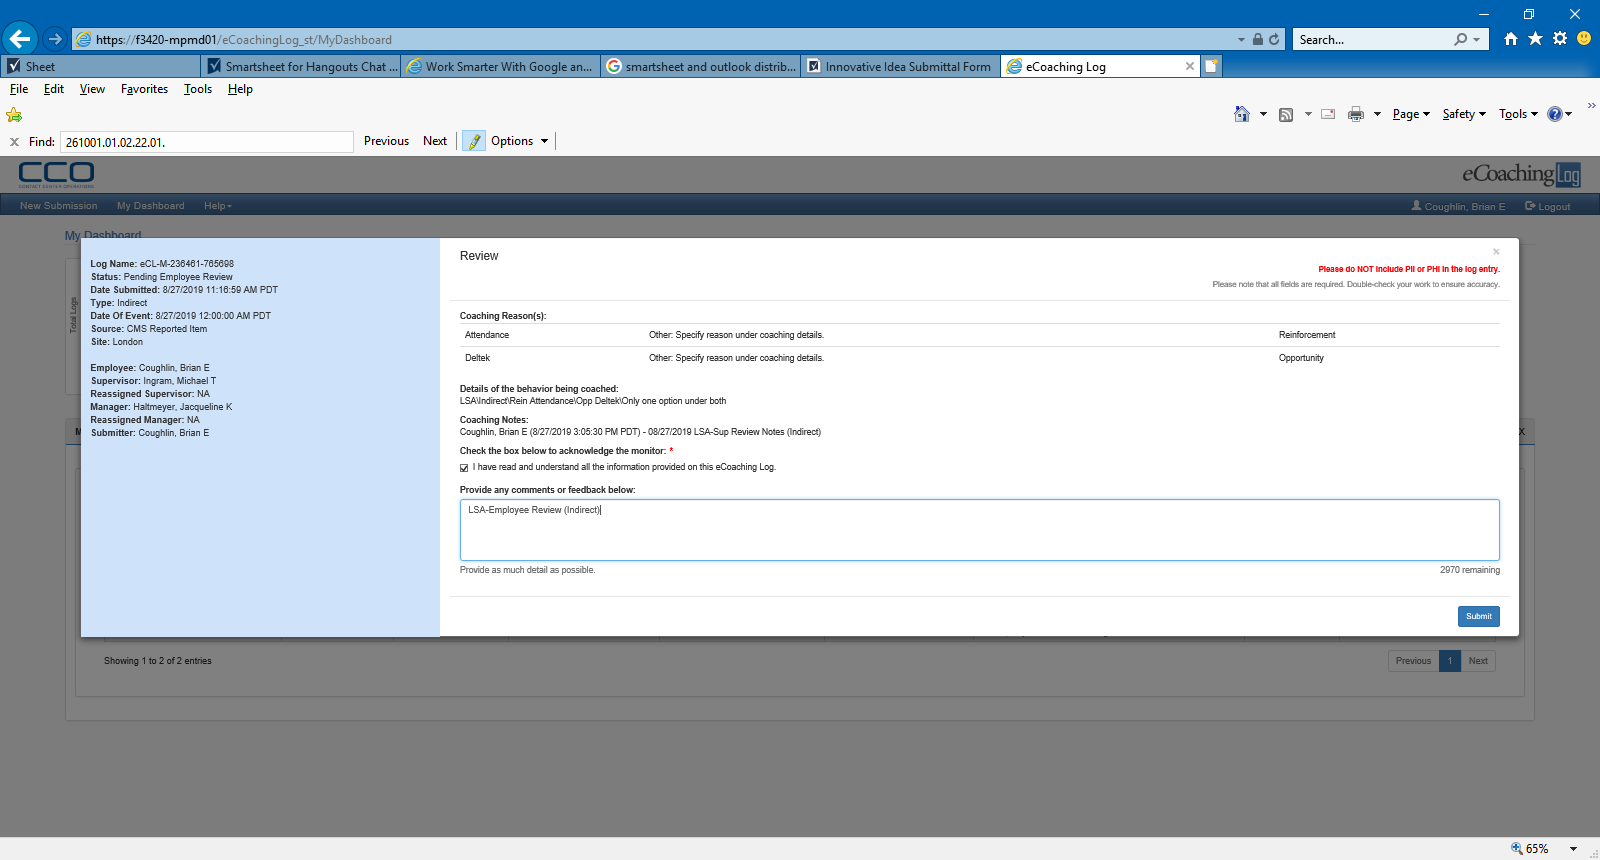 https://f3420-mpmd01/eCoachingLog_st/MyDashboard
Search...
Sheet
Smartsheet for Hangouts Chat ...
Work Smarter With Google an...
smartsheet and outlook distrib...
Innovative Idea Submittal Form
eCoaching Log
File Edit View Favorites Tools Help
Page Safety Tools
Find: 261001.01.02.22.01. Previous Next Options
CCO
CONTACT CENTER OPERATIONS
eCoaching Log
New Submission My Dashboard Help Coughlin, Brian E Logout
My Dashboard
Total Logs
Log Name: eCL-M-236461-765698
Status: Pending Employee Review
Date Submitted: 8/27/2019 11:16:59 AM PDT
Type: Indirect
Date Of Event: 8/27/2019 12:00:00 AM PDT
Source: CMS Reported Item
Site: London
Employee: Coughlin, Brian E
Supervisor: Ingram, Michael T
Reassigned Supervisor: NA
Manager: Haltmeyer, Jacqueline K
Reassigned Manager: NA
Submitter: Coughlin, Brian E
Review
Please do NOT include PII or PHI in the log entry.
Please note that all fields are required. Double-check your work to ensure accuracy.
Coaching Reason(s):
Attendance Other: Specify reason under coaching details. Reinforcement
Deltek Other: Specify reason under coaching details. Opportunity
Details of the behavior being coached:
LSA\Indirect\Rein Attendance\Opp Deltek\Only one option under both
Coaching Notes:
Coughlin, Brian E (8/27/2019 3:05:30 PM PDT) - 08/27/2019 LSA-Sup Review Notes (Indirect)
Check the box below to acknowledge the monitor: *
I have read and understand all the information provided on this eCoaching Log.
Provide any comments or feedback below:
LSA-Employee Review (Indirect)
Provide as much detail as possible. 2970 remaining
Submit
Showing 1 to 2 of 2 entries
Previous 1 Next
65%